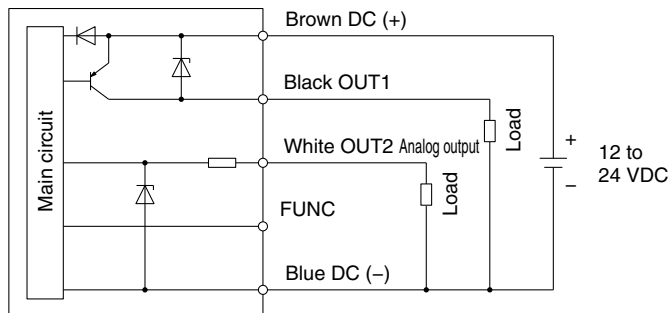 Brown DC (+)
Main circuit
Black OUT1
Load
White OUT2 Analog output
Load
+
12 to
24 VDC
−
FUNC
Blue DC (−)